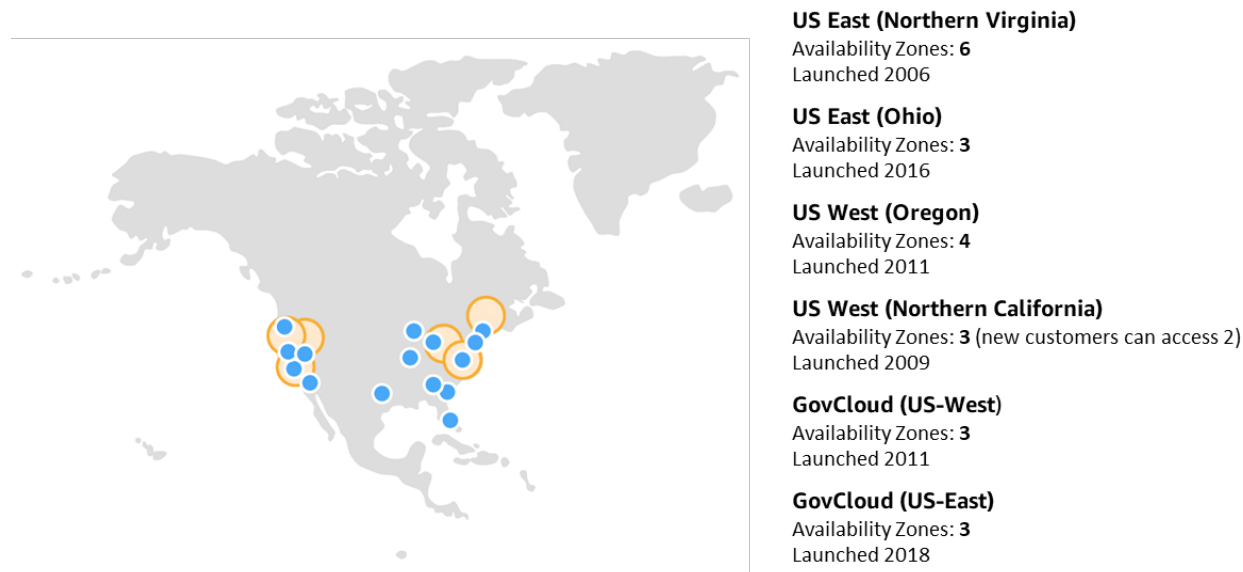 US East (Northern Virginia)
Availability Zones: 6
Launched 2006
US East (Ohio)
Availability Zones: 3
Launched 2016
US West (Oregon)
Availability Zones: 4
Launched 2011
US West (Northern California)
Availability Zones: 3 (new customers can access 2)
Launched 2009
GovCloud (US-West)
Availability Zones: 3
Launched 2011
GovCloud (US-East)
Availability Zones: 3
Launched 2018